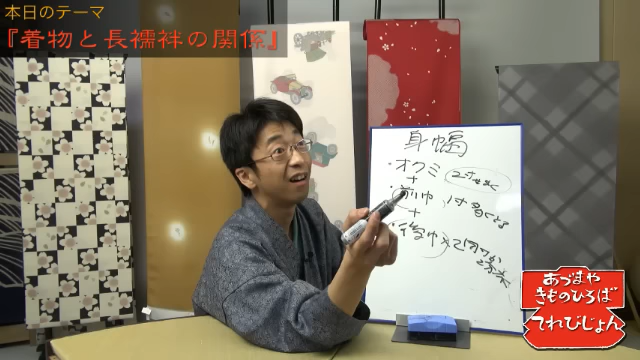 本日のテーマ
『着物と長襦袢の関係』
身幅
・オクミ
+
・前巾
+
・後巾
あづまや
きものひろば
てれびじょん